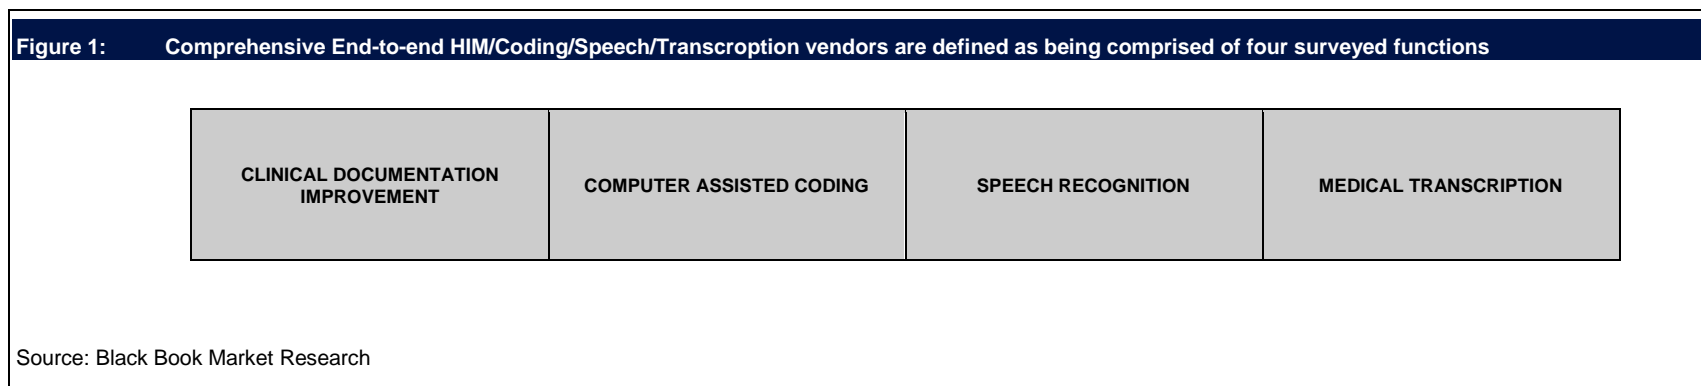 Figure 1: Comprehensive End-to-end HIM/Coding/Speech/Transcroption vendors are defined as being comprised of four surveyed functions
CLINICAL DOCUMENTATION
IMPROVEMENT
COMPUTER ASSISTED CODING
SPEECH RECOGNITION
MEDICAL TRANSCRIPTION
Source: Black Book Market Research